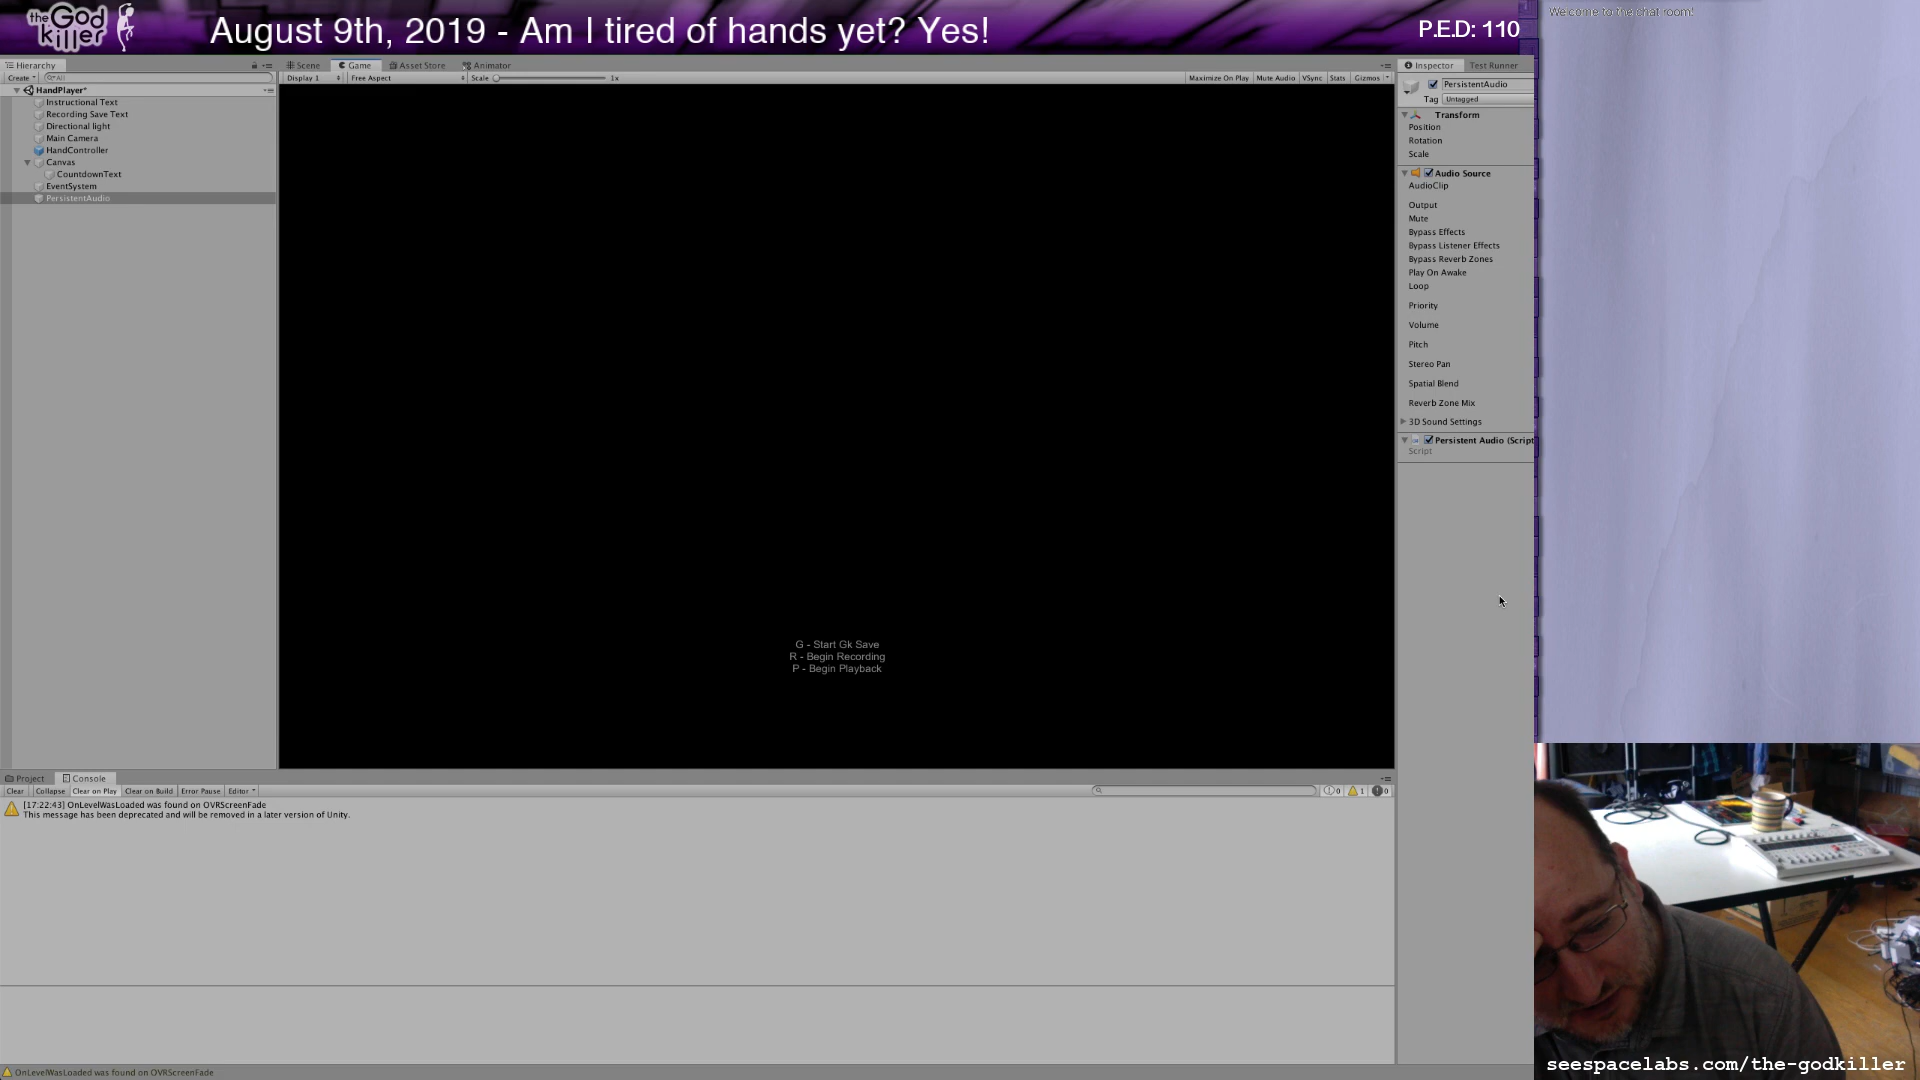 the God killer
August 9th, 2019 - Am I tired of hands yet? Yes!
P.E.D: 110
We come to the chat room!
Hierarchy
Create
All
HandPlayer*
Instructional Text
Recording Save Text
Directional light
Main Camera
HandController
Canvas
CountdownText
EventSystem
PersistentAudio
Scene Game Asset Store Animator
Display 1 Free Aspect Scale 1x Maximize On Play Mute Audio VSync Stats Gizmos
G - Start Gk Save
R - Begin Recording
P - Begin Playback
Inspector Test Runner
PersistentAudio
Tag Untagged
Transform
Position
Rotation
Scale
Audio Source
AudioClip
Output
Mute
Bypass Effects
Bypass Listener Effects
Bypass Reverb Zones
Play On Awake
Loop
Priority
Volume
Pitch
Stereo Pan
Spatial Blend
Reverb Zone Mix
3D Sound Settings
Persistent Audio (Script
Script
Project Console
Clear Collapse Clear on Play Clear on Build Error Pause Editor 0 1 0
[17:22:43] OnLevelWasLoaded was found on OVRScreenFade
This message has been deprecated and will be removed in a later version of Unity.
OnLevelWasLoaded was found on OVRScreenFade
seespacelabs.com/the-godkiller